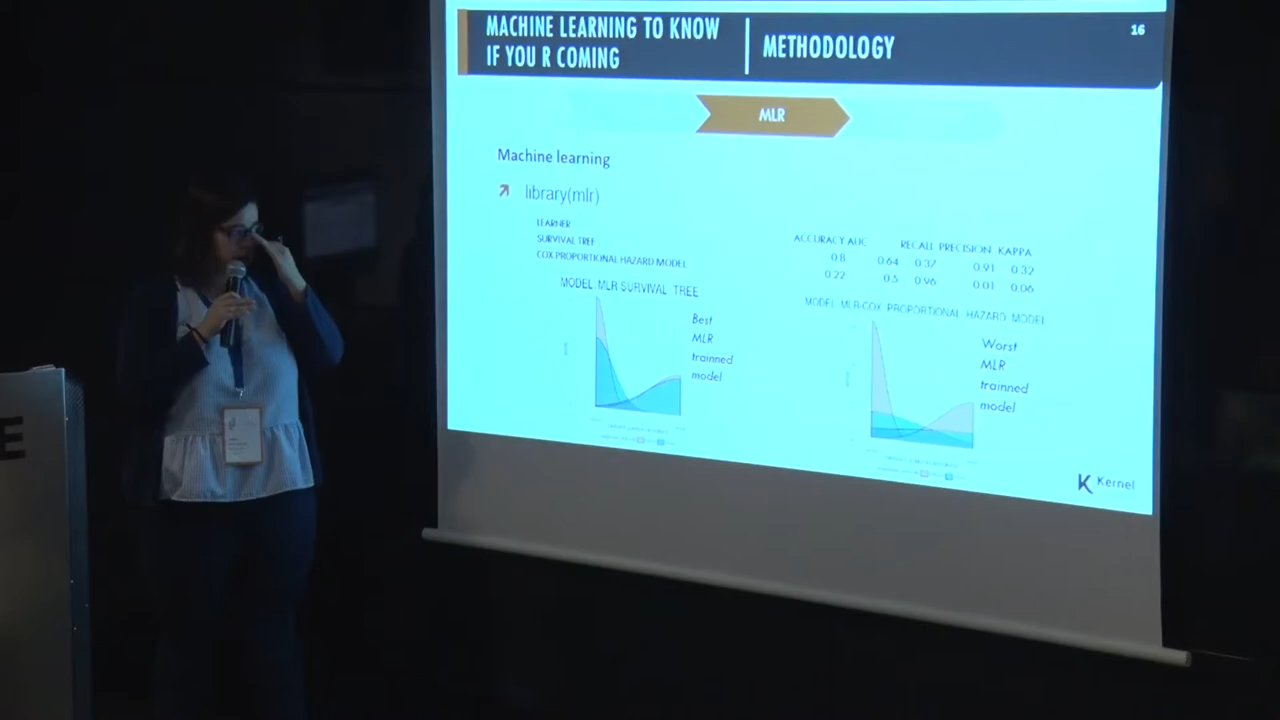 MACHINE LEARNING TO KNOW
IF YOU R COMING
METHODOLOGY
16
MLR
Machine learning
library(mlr)
LEARNER
SURVIVAL TREE
COX PROPORTIONAL HAZARD MODEL
ACCURACY AUC RECALL PRECISION KAPPA
0.8 0.64 0.37 0.91 0.32
0.22 0.5 0.96 0.01 0.06
MODEL: MLR-SURVIVAL TREE
Best
MLR
trainned
model
MODEL: MLR-COX PROPORTIONAL HAZARD MODEL
Worst
MLR
trainned
model
K Kernel
E